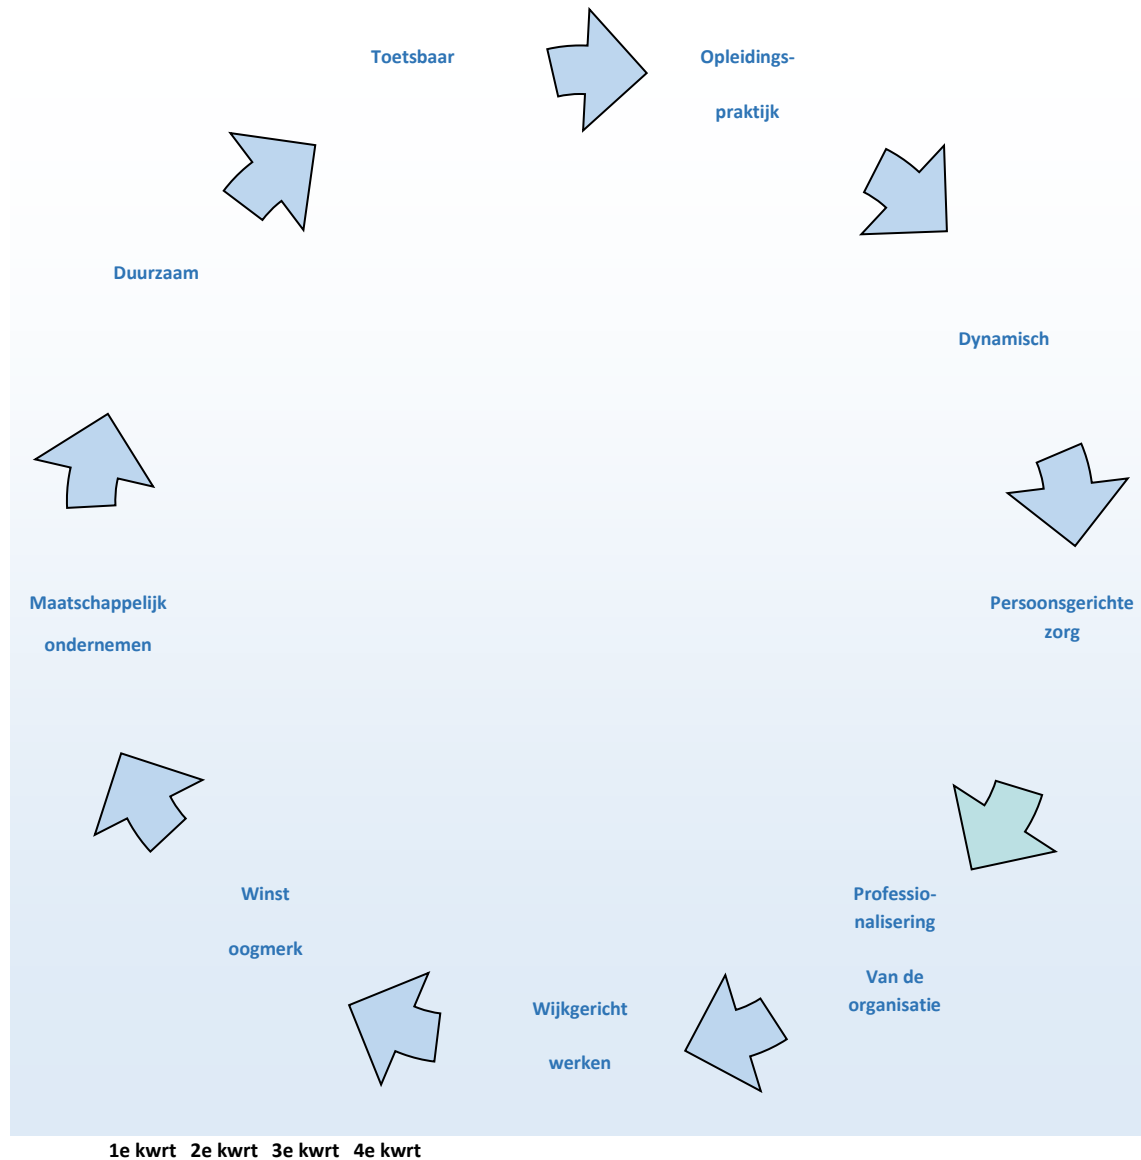 Toetsbaar
Opleidings-
praktijk
Dynamisch
Persoonsgerichte
zorg
Professio-
nalisering
Van de
organisatie
Wijkgericht
werken
Winst
oogmerk
Maatschappelijk
ondernemen
Duurzaam
1e kwrt 2e kwrt 3e kwrt 4e kwrt